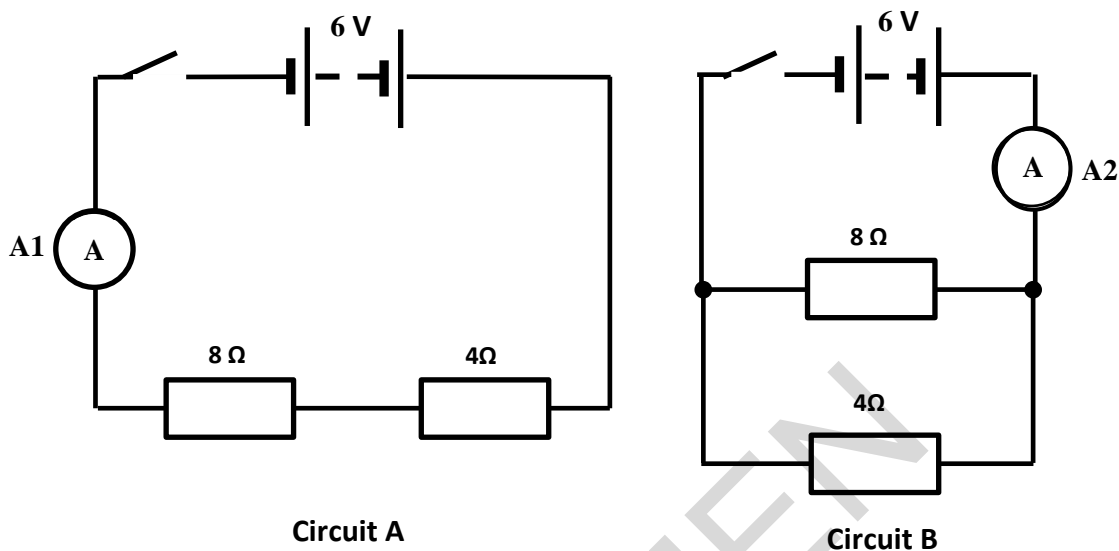 6 V
A1
A
8 Ω
4Ω
Circuit A
6 V
A
A2
8 Ω
4Ω
Circuit B